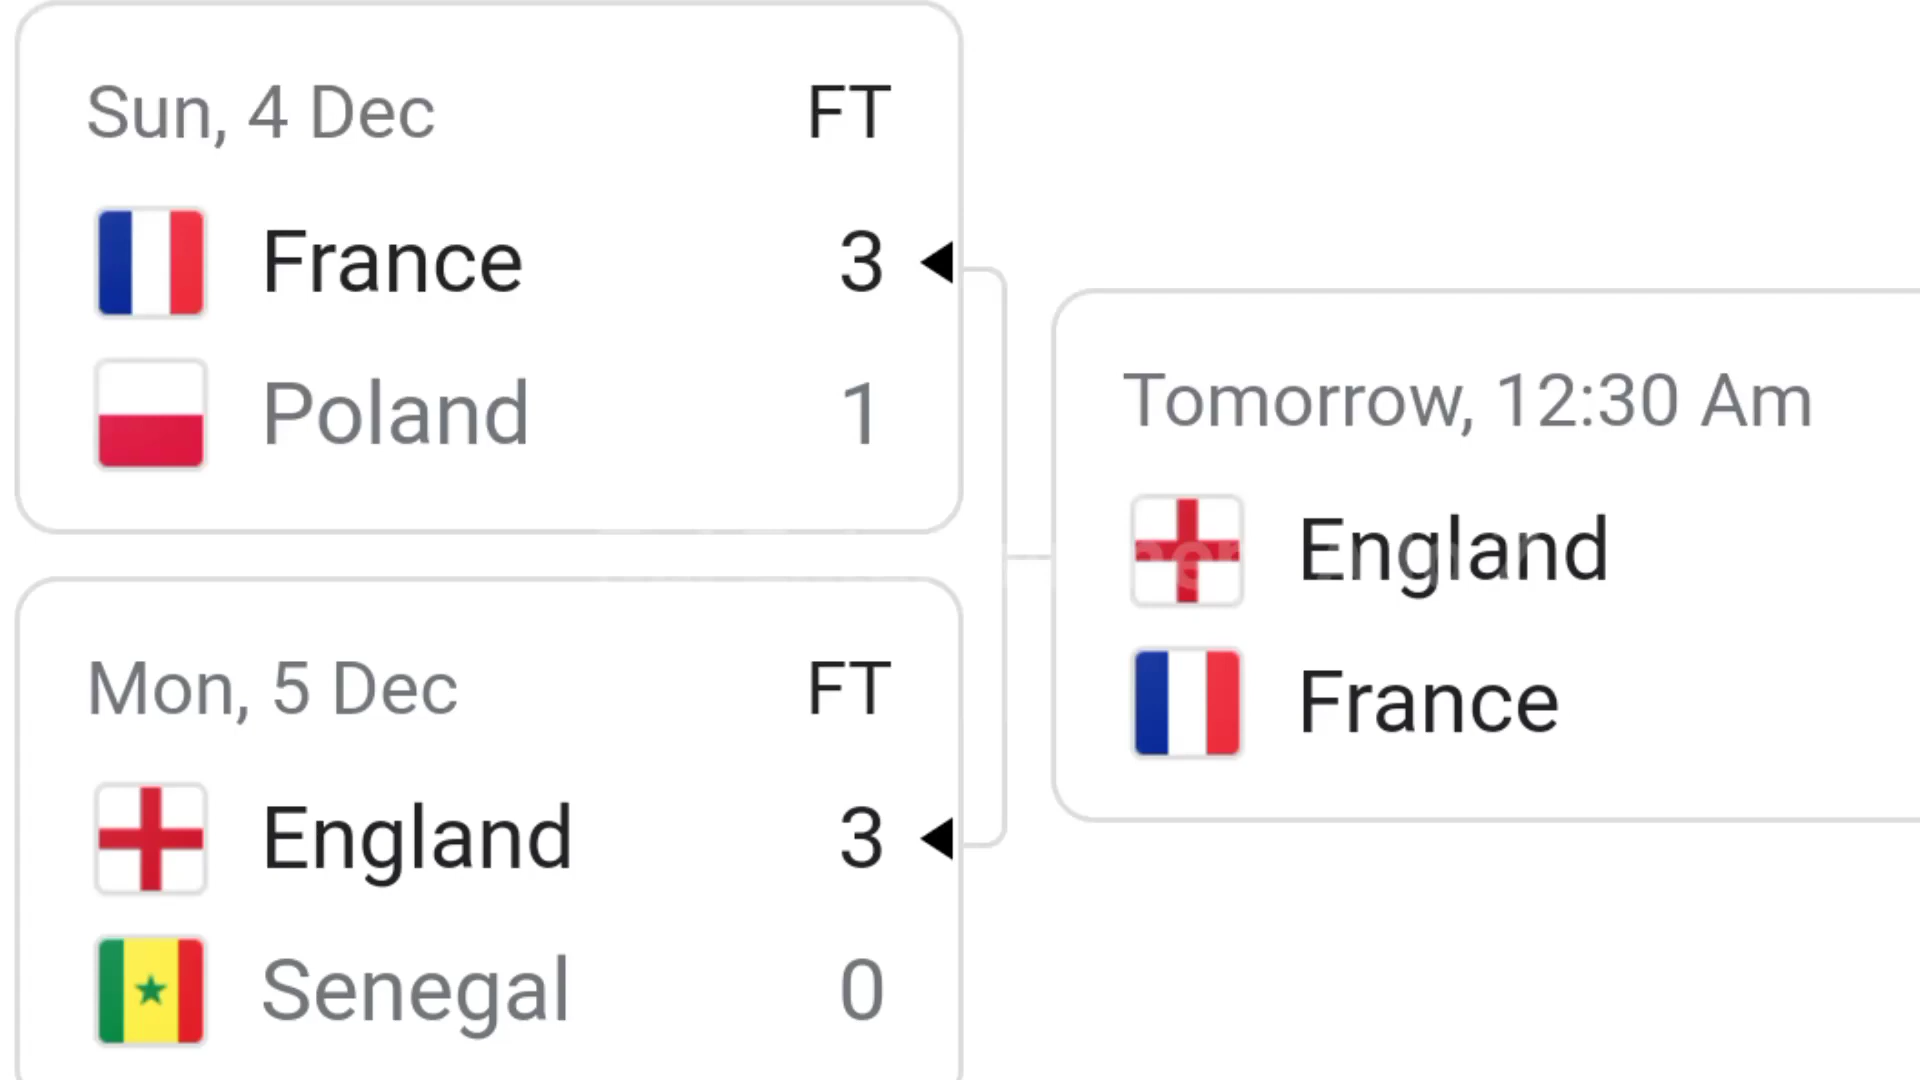 Sun, 4 Dec FT
France 3
Poland 1
Mon, 5 Dec FT
England 3
Senegal 0
Tomorrow, 12:30 Am
England
France